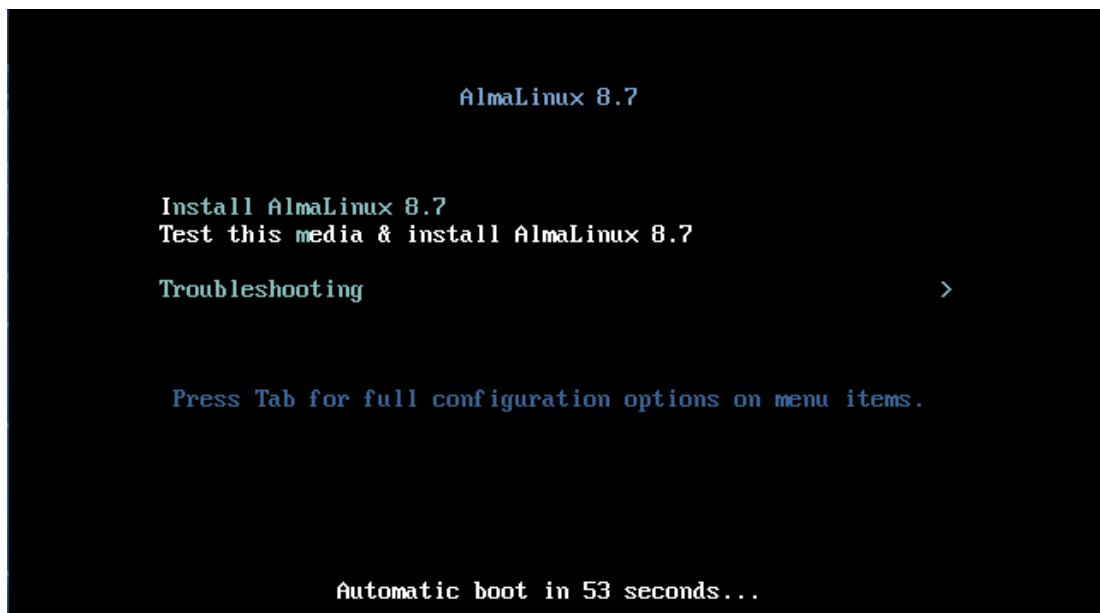 AlmaLinux 8.7
Install AlmaLinux 8.7
Test this media & install AlmaLinux 8.7
Troubleshooting >
Press Tab for full configuration options on menu items.
Automatic boot in 53 seconds...